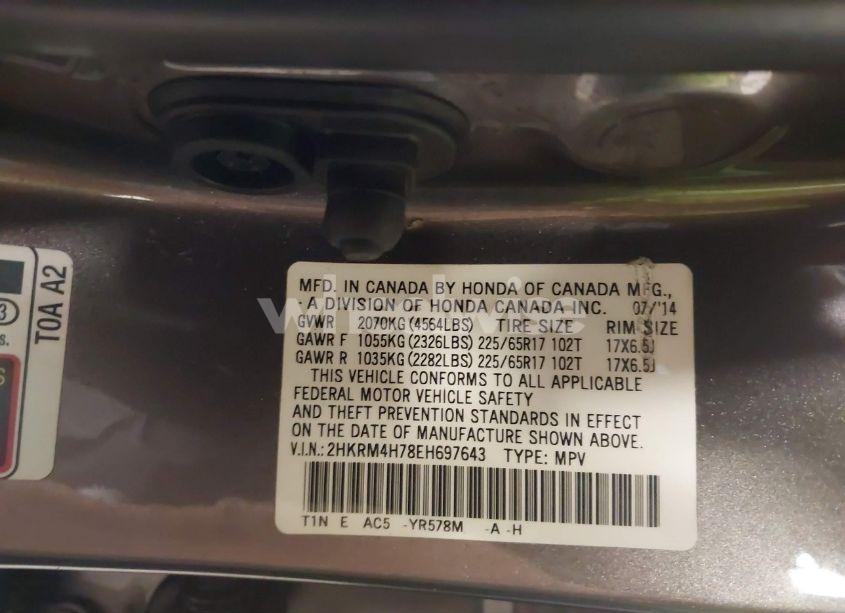 TOA A2
3
s.
S
MFD. IN CANADA BY HONDA OF CANADA MFG.,
A DIVISION OF HONDA CANADA INC. 07/'14
GVWR 2070KG(4564LBS) TIRE SIZE RIM SIZE
GAWR F 1055KG(2326LBS) 225/65R17 102T 17X6.5J
GAWR R 1035KG(2282LBS) 225/65R17 102T 17X6.5J
THIS VEHICLE CONFORMS TO ALL APPLICABLE
FEDERAL MOTOR VEHICLE SAFETY
AND THEFT PREVENTION STANDARDS IN EFFECT
ON THE DATE OF MANUFACTURE SHOWN ABOVE.
V.I.N.:2HKRM4H78EH697643 TYPE: MPV
T1N E AC5 -YR578M -A -H